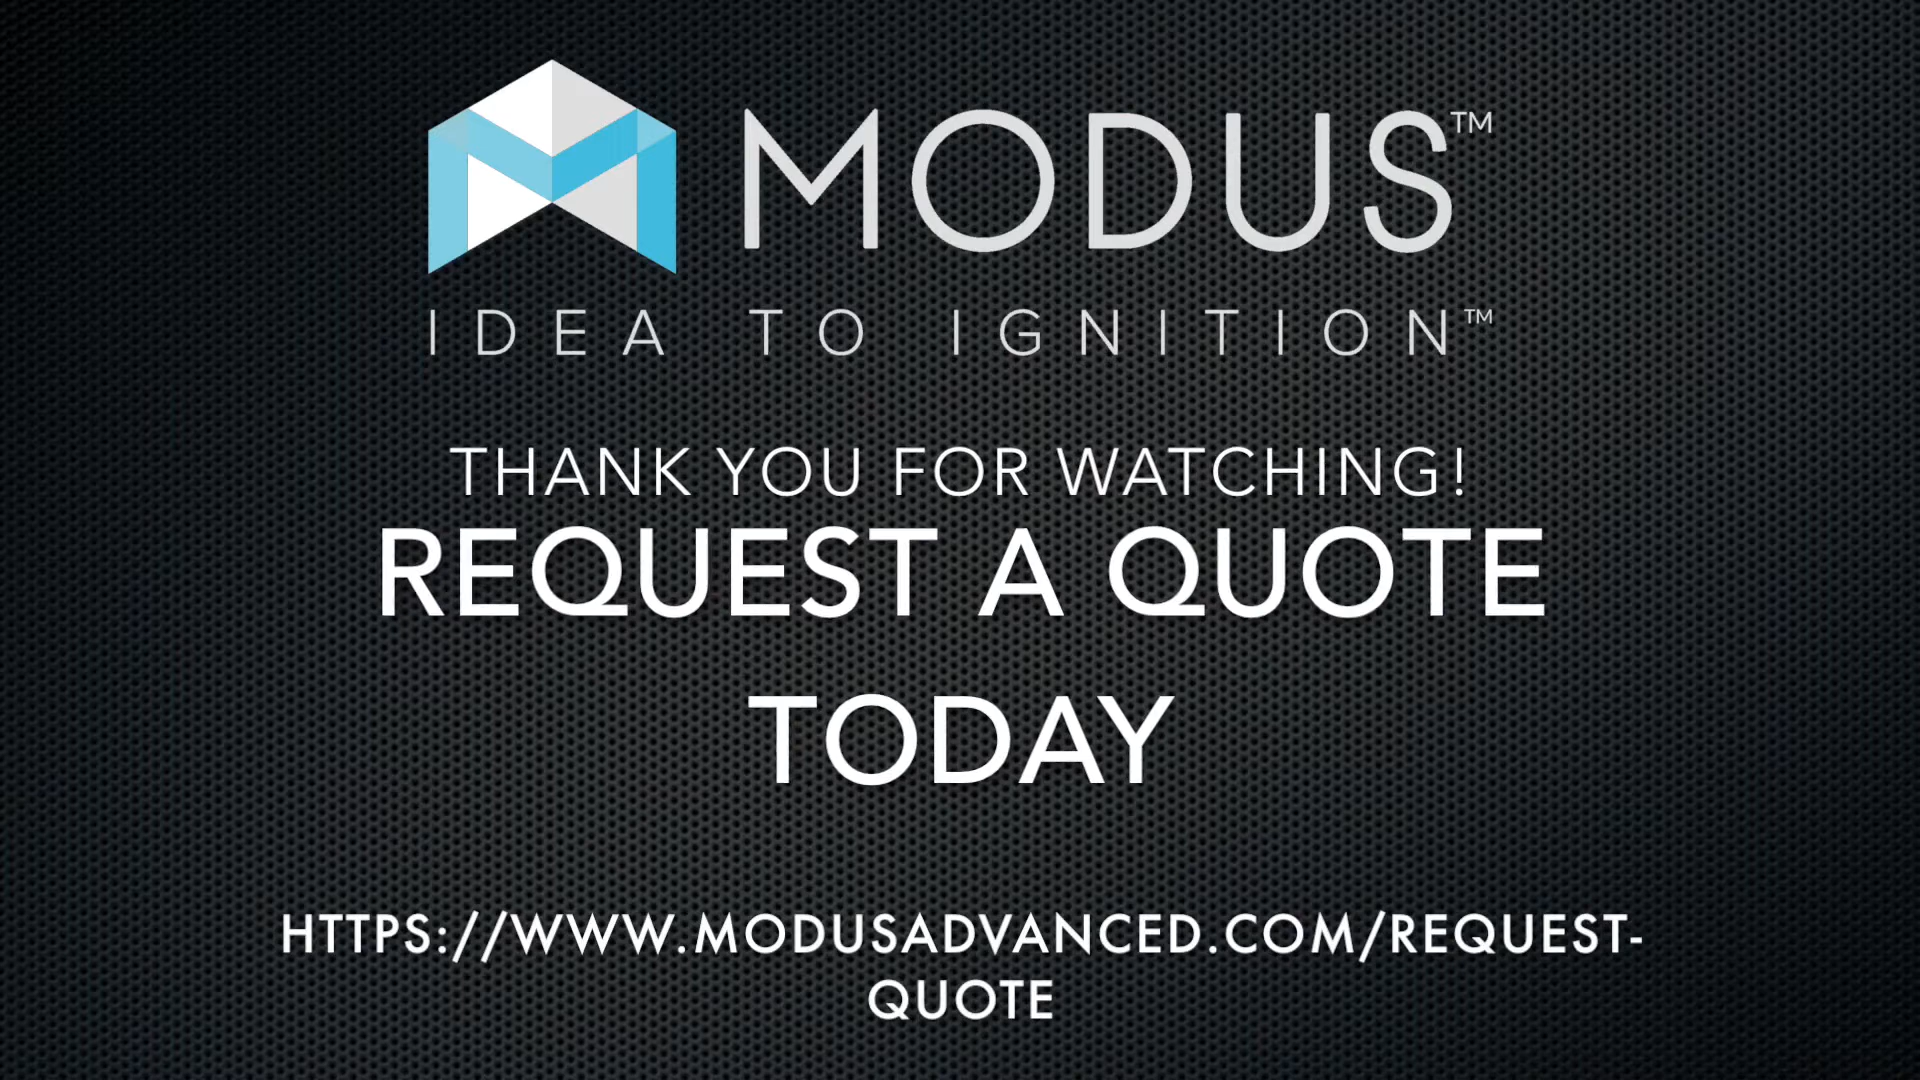 MODUS™
IDEA TO IGNITION™
THANK YOU FOR WATCHING!
REQUEST A QUOTE
TODAY
HTTPS://WWW.MODUSADVANCED.COM/REQUEST-
QUOTE